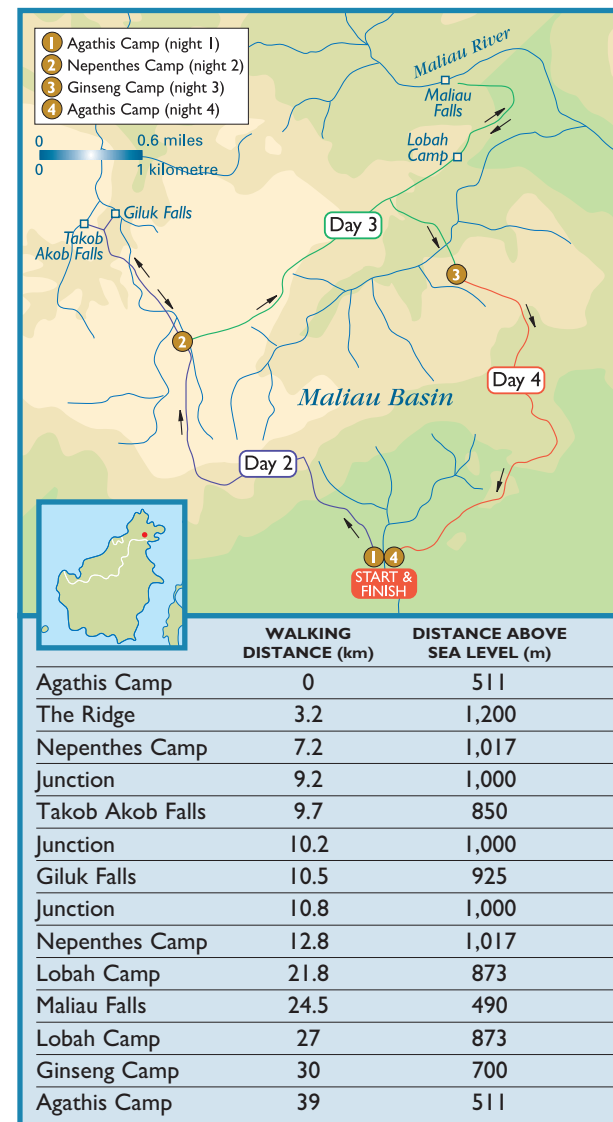 1 Agathis Camp (night 1)
2 Nepenthes Camp (night 2)
3 Ginseng Camp (night 3)
4 Agathis Camp (night 4)
0 0.6 miles
0 1 kilometre
Maliau River
Maliau
Falls
Lobah
Camp
Giluk Falls
Takob
Akob Falls
Day 3
3
2
Day 4
Maliau Basin
Day 2
1 4
START &
FINISH
WALKING DISTANCE ABOVE
DISTANCE (km) SEA LEVEL (m)
Agathis Camp 0 511
The Ridge 3.2 1,200
Nepenthes Camp 7.2 1,017
Junction 9.2 1,000
Takob Akob Falls 9.7 850
Junction 10.2 1,000
Giluk Falls 10.5 925
Junction 10.8 1,000
Nepenthes Camp 12.8 1,017
Lobah Camp 21.8 873
Maliau Falls 24.5 490
Lobah Camp 27 873
Ginseng Camp 30 700
Agathis Camp 39 511